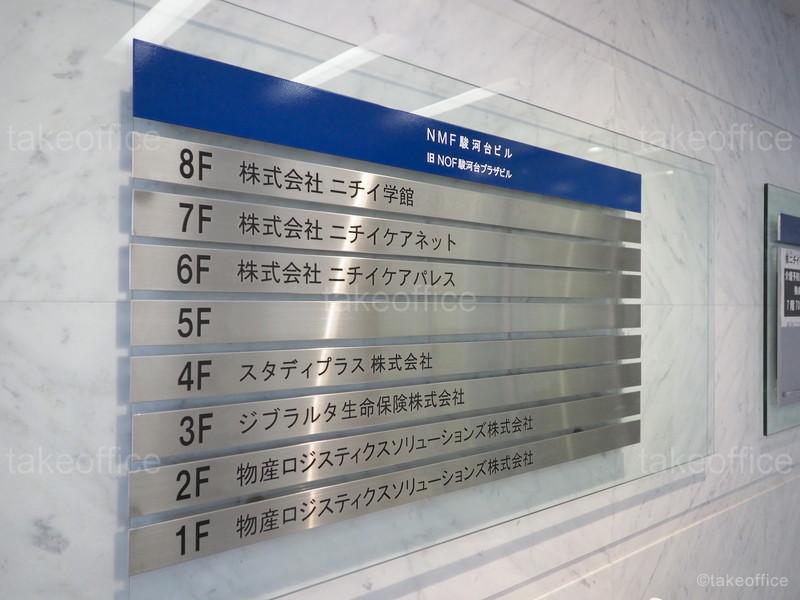 NMF駿河台ビル
旧 NOF駿河台プラザビル
8F 株式会社 ニチイ学館
7F 株式会社 ニチイケアネット
6F 株式会社 ニチイケアパレス
5F
4F スタディプラス 株式会社
3F ジブラルタ生命保険株式会社
2F 物産ロジスティクスソリューションズ株式会社
1F 物産ロジスティクスソリューションズ株式会社
takeoffice
takeoffice
takeoffice
takeoffice
takeoffice
©takeoffice